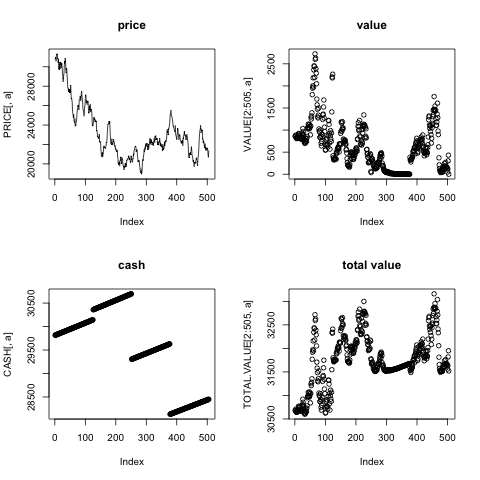 price
PRICE[, a]
20000 22000 24000 28000
0 100 200 300 400 500
Index
value
VALUE[2:505, a]
0 500 1500 2500
0 100 200 300 400 500
Index
cash
CASH[, a]
28500 29500 30500
0 100 200 300 400 500
Index
total value
TOTAL.VALUE[2:505, a]
30500 31500 32500
0 100 200 300 400 500
Index